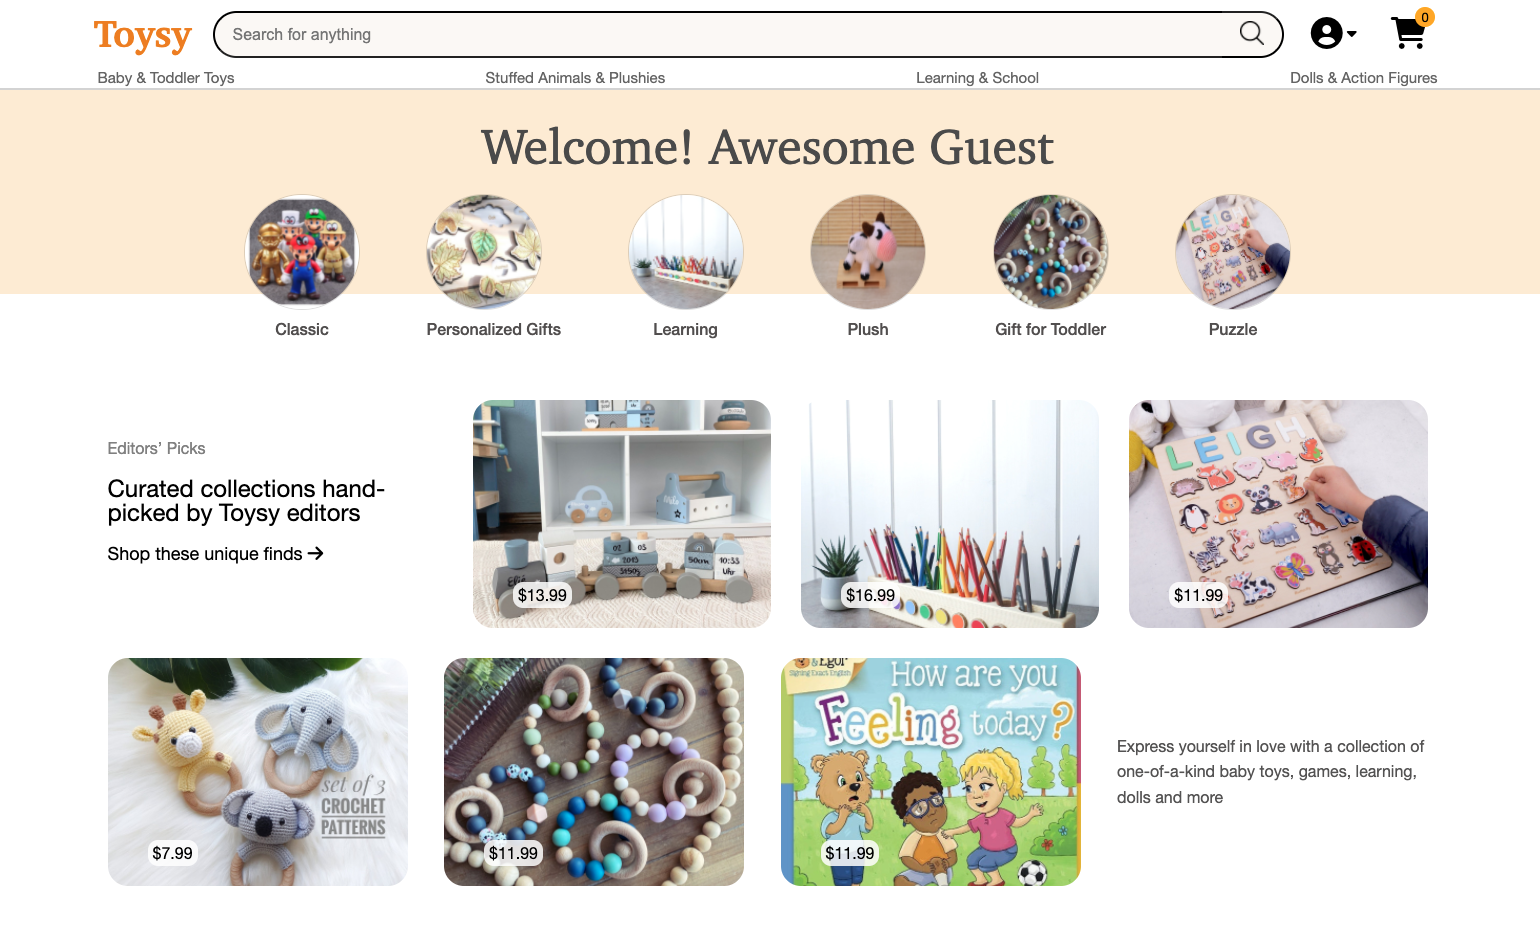 Toysy
Search for anything
0
Baby & Toddler Toys
Stuffed Animals & Plushies
Learning & School
Dolls & Action Figures
Welcome! Awesome Guest
Classic
Personalized Gifts
Learning
Plush
Gift for Toddler
Puzzle
Editors’ Picks
Curated collections hand-
picked by Toysy editors
Shop these unique finds
$13.99
$16.99
LEIGH
$11.99
set of 3
CROCHET
PATTERNS
$7.99
$11.99
& Egor
Signing Exact English
How are you
Feeling today?
$11.99
Express yourself in love with a collection of
one-of-a-kind baby toys, games, learning,
dolls and more